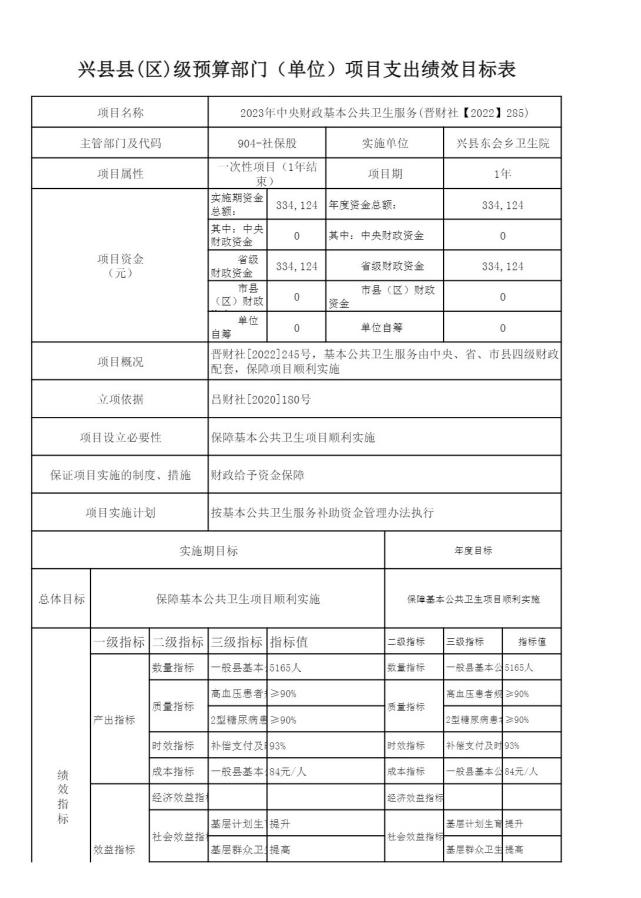 兴县县(区)级预算部门（单位）项目支出绩效目标表
项目名称 2023年中央财政基本公共卫生服务(晋财社【2022】285)
主管部门及代码 904-社保股 实施单位 兴县东会乡卫生院
项目属性 一次性项目（1年结束） 项目期 1年
项目资金（元） 实施期资金总额： 334,124 年度资金总额： 334,124
其中：中央财政资金 0 其中：中央财政资金 0
省级财政资金 334,124 省级财政资金 334,124
市县（区）财政 0 市县（区）财政资金 0
单位自筹 0 单位自筹 0
项目概况 晋财社[2022]245号，基本公共卫生服务由中央、省、市县四级财政
配套，保障项目顺利实施
立项依据 吕财社[2020]180号
项目设立必要性 保障基本公共卫生项目顺利实施
保证项目实施的制度、措施 财政给予资金保障
项目实施计划 按基本公共卫生服务补助资金管理办法执行
实施期目标 年度目标
总体目标 保障基本公共卫生项目顺利实施 保障基本公共卫生项目顺利实施
绩效指标 一级指标 二级指标 三级指标 指标值 二级指标 三级指标 指标值
产出指标 数量指标 一般县基本 5165人 数量指标 一般县基本公 5165人
质量指标 高血压患者 ≥90% 质量指标 高血压患者规 ≥90%
2型糖尿病患 ≥90% 2型糖尿病患 ≥90%
时效指标 补偿支付及 93% 时效指标 补偿支付及时 93%
成本指标 一般县基本 84元/人 成本指标 一般县基本公 84元/人
效益指标 经济效益指 经济效益指标
社会效益指 基层计划生 提升 社会效益指标 基层计划生育 提升
基层群众卫 提高 基层群众卫生 提高